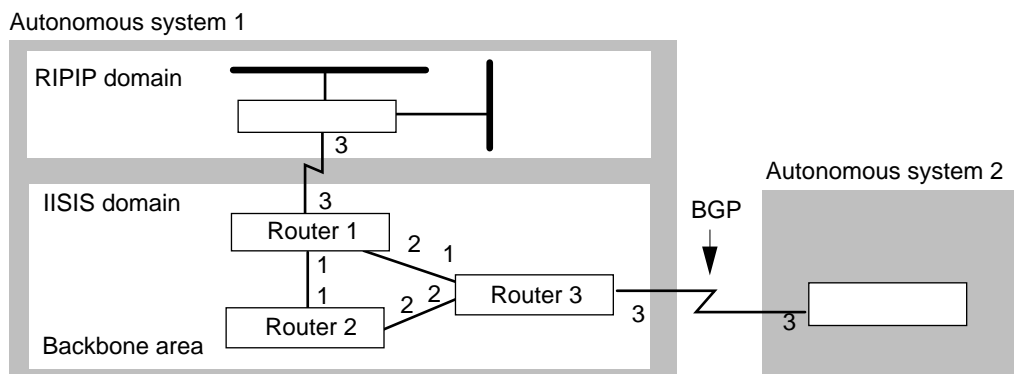 Autonomous system 1
RIPIP domain
3
Autonomous system 2
IISIS domain
3
BGP
Router 1
2
1
1
1
2
2
Router 3
3
3
Router 2
Backbone area